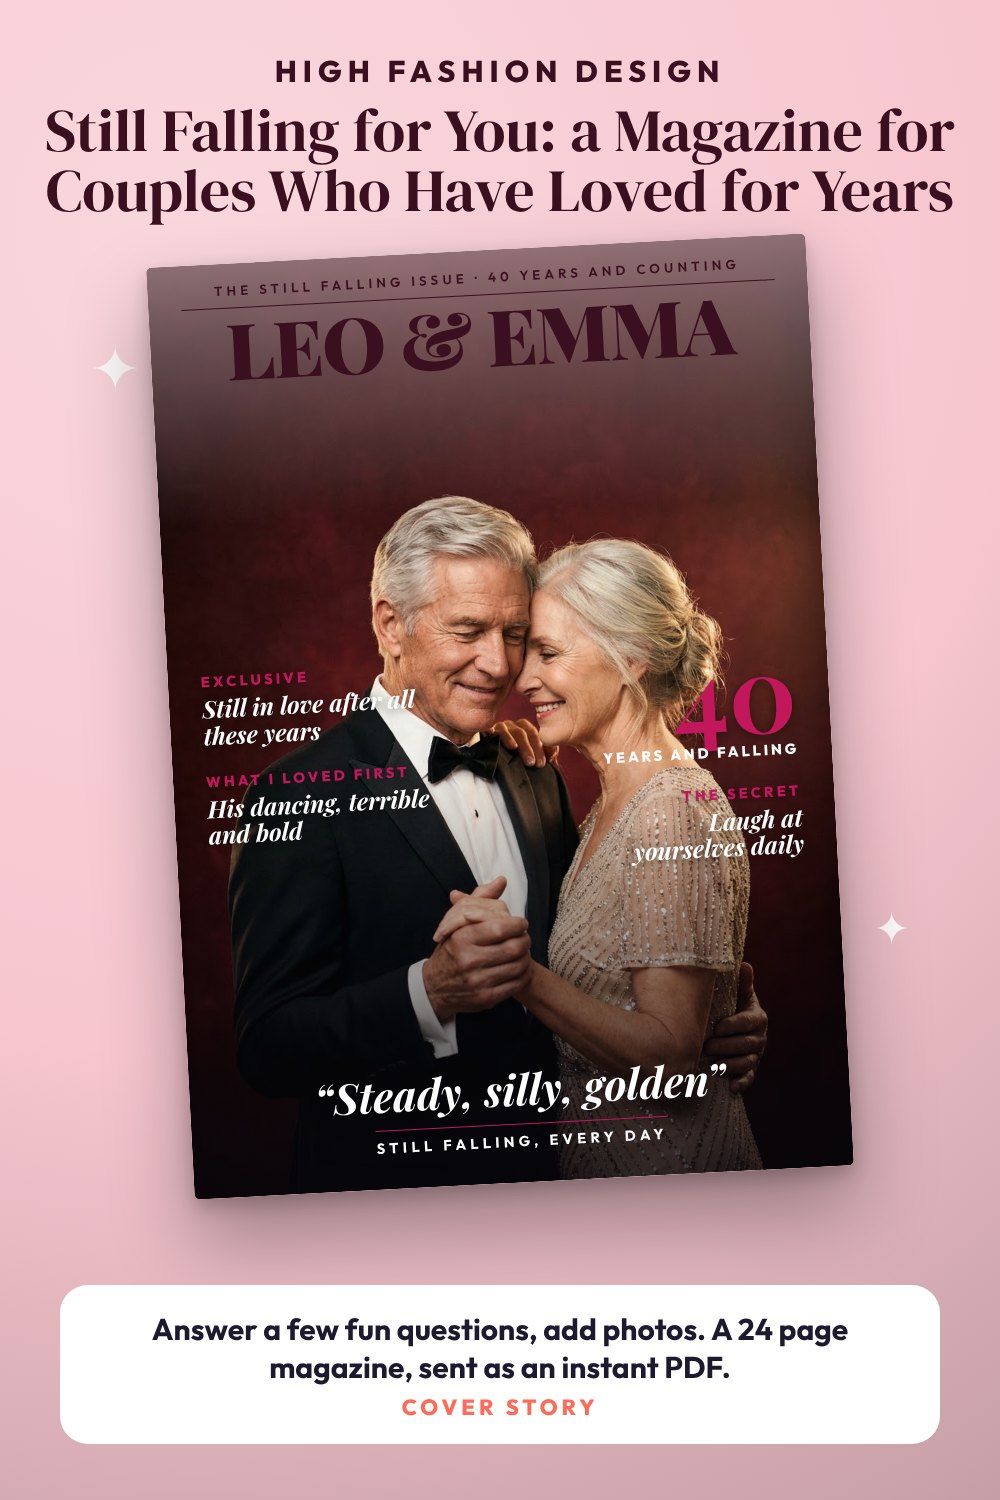 HIGH FASHION DESIGN
Still Falling for You: a Magazine for
Couples Who Have Loved for Years
THE STILL FALLING ISSUE · 40 YEARS AND COUNTING
LEO & EMMA
EXCLUSIVE
Still in love after all
these years
WHAT I LOVED FIRST
His dancing, terrible
and bold
40
YEARS AND FALLING
THE SECRET
Laugh at
yourselves daily
“Steady, silly, golden”
STILL FALLING, EVERY DAY
Answer a few fun questions, add photos. A 24 page
magazine, sent as an instant PDF.
COVER STORY